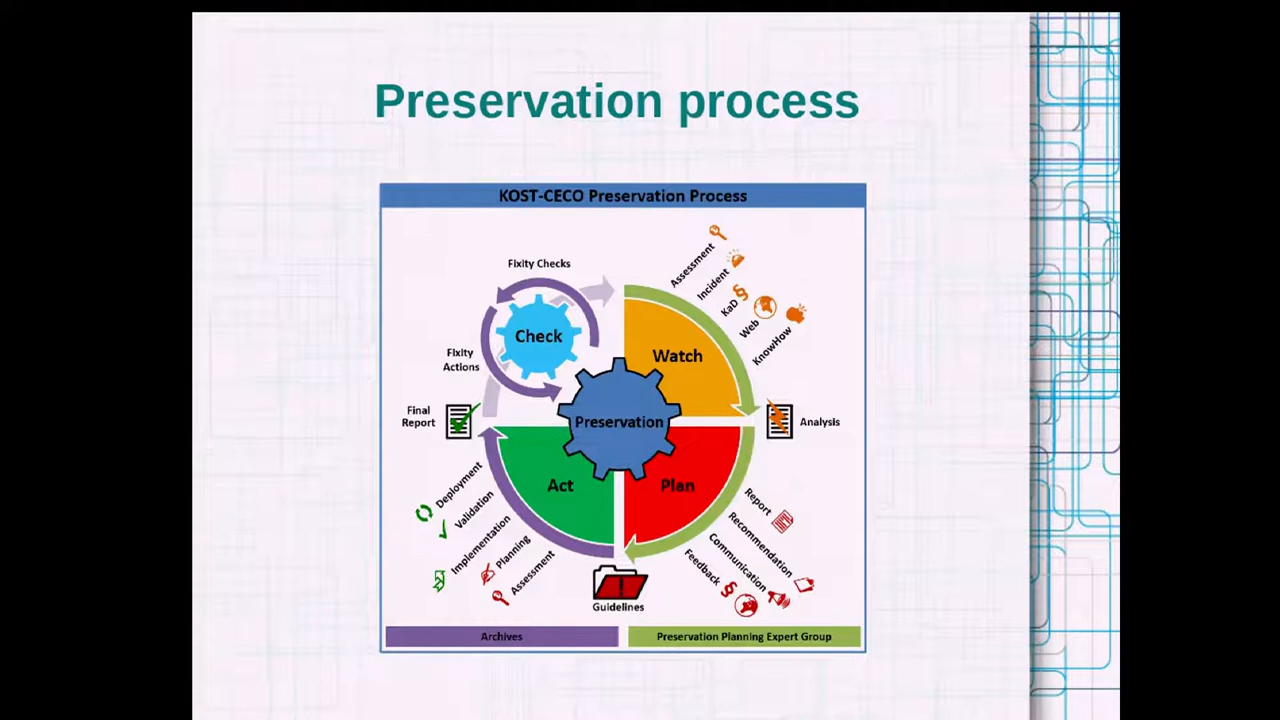 Preservation process
KOST-CECO Preservation Process
Fixity Checks
Check
Fixity
Actions
Final
Report
Assessment
Incident
KaD
Web
KnowHow
Watch
Preservation
Analysis
Act
Plan
Deployment
Validation
Implementation
Planning
Assessment
Report
Recommendation
Communication
Feedback
Guidelines
Archives
Preservation Planning Expert Group